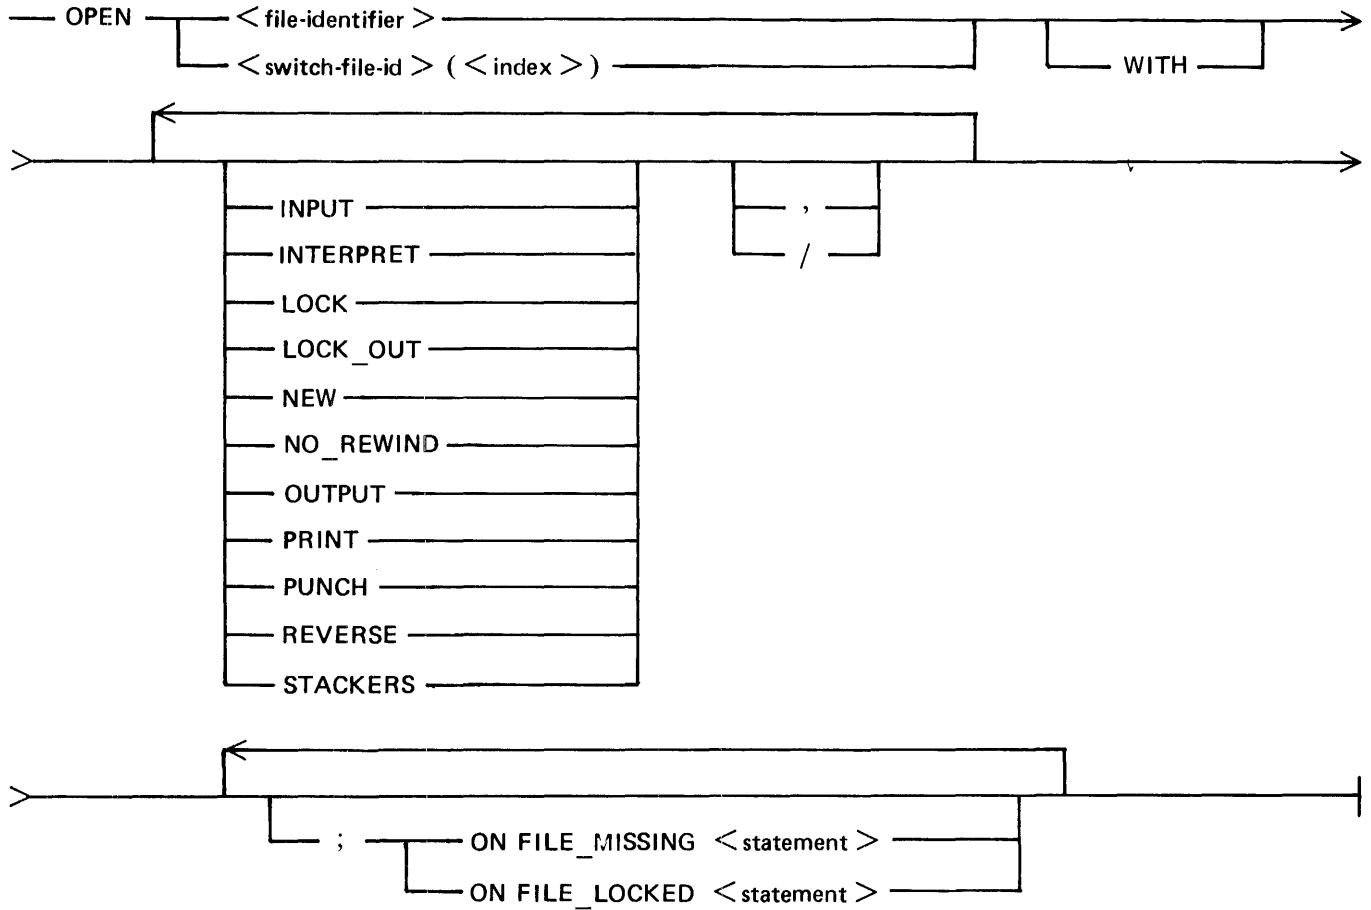 OPEN <file-identifier>
<switch-file-id> (<index>) WITH
INPUT ,
INTERPRET /
LOCK
LOCK_OUT
NEW
NO_REWIND
OUTPUT
PRINT
PUNCH
REVERSE
STACKERS
; ON FILE_MISSING <statement>
ON FILE_LOCKED <statement>